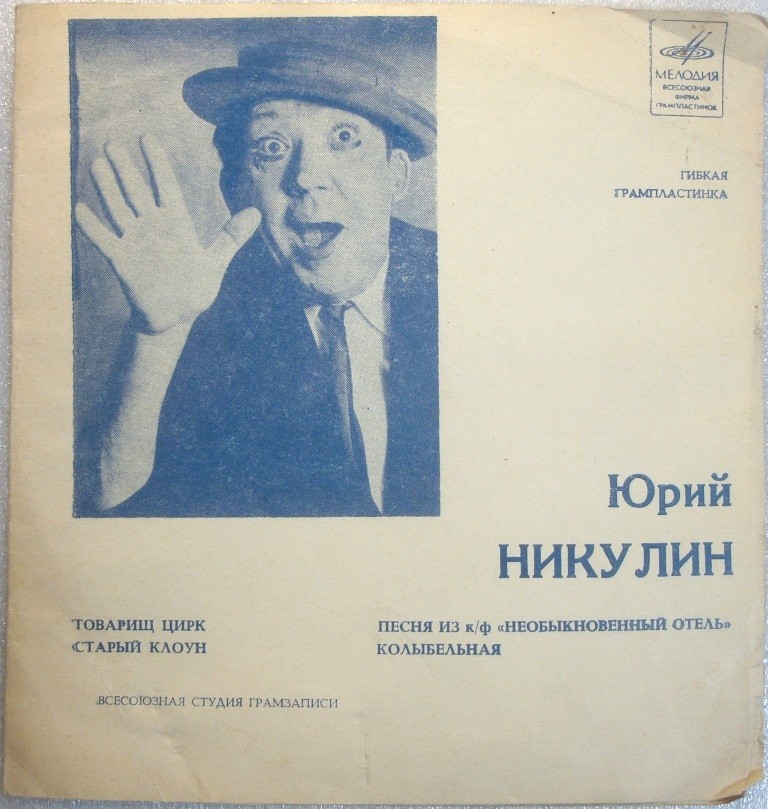 МЕЛОДИЯ
ВСЕСОЮЗНАЯ
ФИРМА
ГРАМПЛАСТИНОК
ГИБКАЯ
ГРАМПЛАСТИНКА
Юрий
НИКУЛИН
ТОВАРИЩ ЦИРК
СТАРЫЙ КЛОУН
ПЕСНЯ ИЗ к/ф «НЕОБЫКНОВЕННЫЙ ОТЕЛЬ»
КОЛЫБЕЛЬНАЯ
ВСЕСОЮЗНАЯ СТУДИЯ ГРАМЗАПИСИ